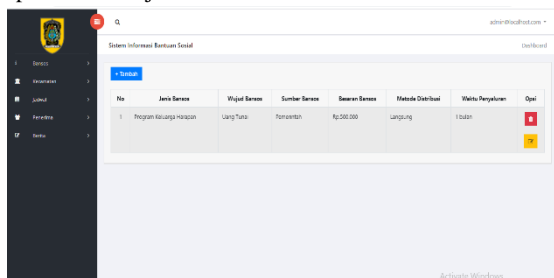 admin@localhost.com
Sistem Informasi Bantuan Sosial
Dashboard
Bansos
Kecamatan
Jadwal
Penerima
Berita
+ Tambah
No Jenis Bansos Wujud Bansos Sumber Bansos Besaran Bansos Metode Distribusi Waktu Penyaluran Opsi
1 Program Keluarga Harapan Uang Tunai Pemerintah Rp.500.000 Langsung 1 bulan
Activate Windows